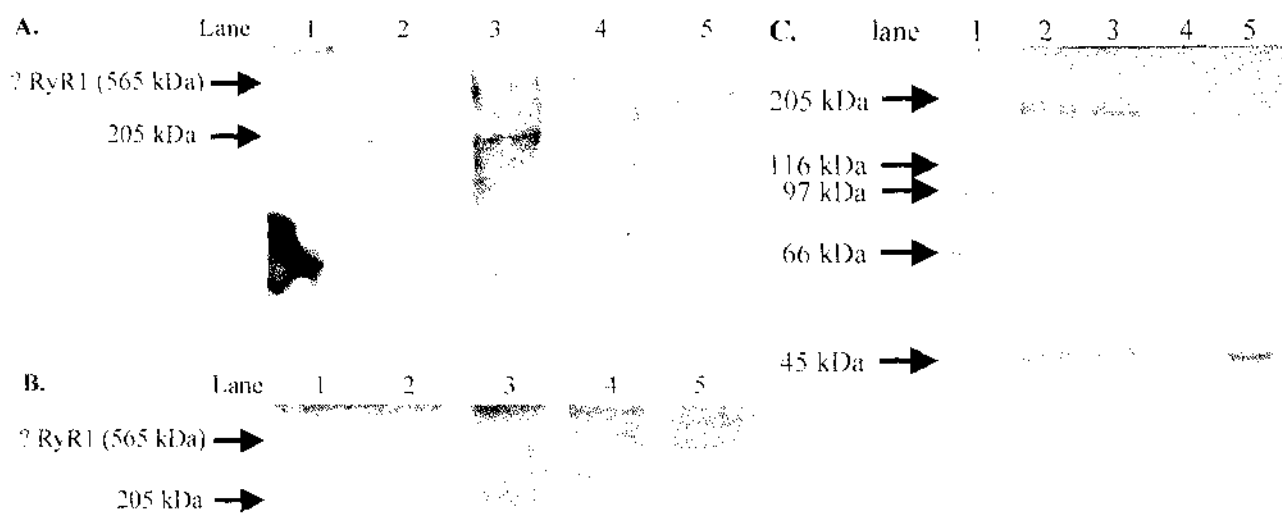 A. Lane 1 2 3 4 5
? RyR1 (565 kDa)
205 kDa
B. Lane 1 2 3 4 5
? RyR1 (565 kDa)
205 kDa
C. lane 1 2 3 4 5
205 kDa
116 kDa
97 kDa
66 kDa
45 kDa